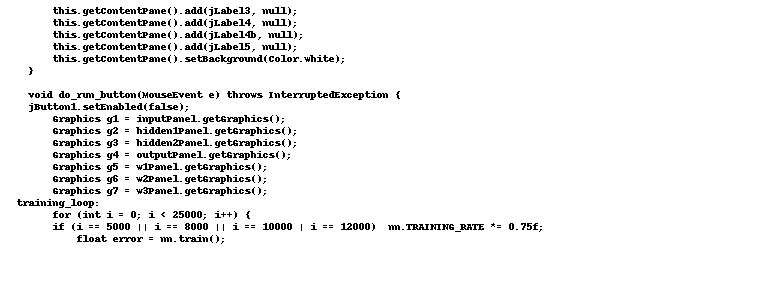 this.getContentPane().add(jLabel3, null);
this.getContentPane().add(jLabel4, null);
this.getContentPane().add(jLabel4b, null);
this.getContentPane().add(jLabel5, null);
this.getContentPane().setBackground(Color.white);
}
void do_run_button(MouseEvent e) throws InterruptedException {
jButton1.setEnabled(false);
Graphics g1 = inputPanel.getGraphics();
Graphics g2 = hidden1Panel.getGraphics();
Graphics g3 = hidden2Panel.getGraphics();
Graphics g4 = outputPanel.getGraphics();
Graphics g5 = w1Panel.getGraphics();
Graphics g6 = w2Panel.getGraphics();
Graphics g7 = w3Panel.getGraphics();
training_loop:
for (int i = 0; i < 25000; i++) {
if (i == 5000 || i == 8000 || i == 10000 | i == 12000)  nn.TRAINING_RATE *= 0.75f;
float error = nn.train();